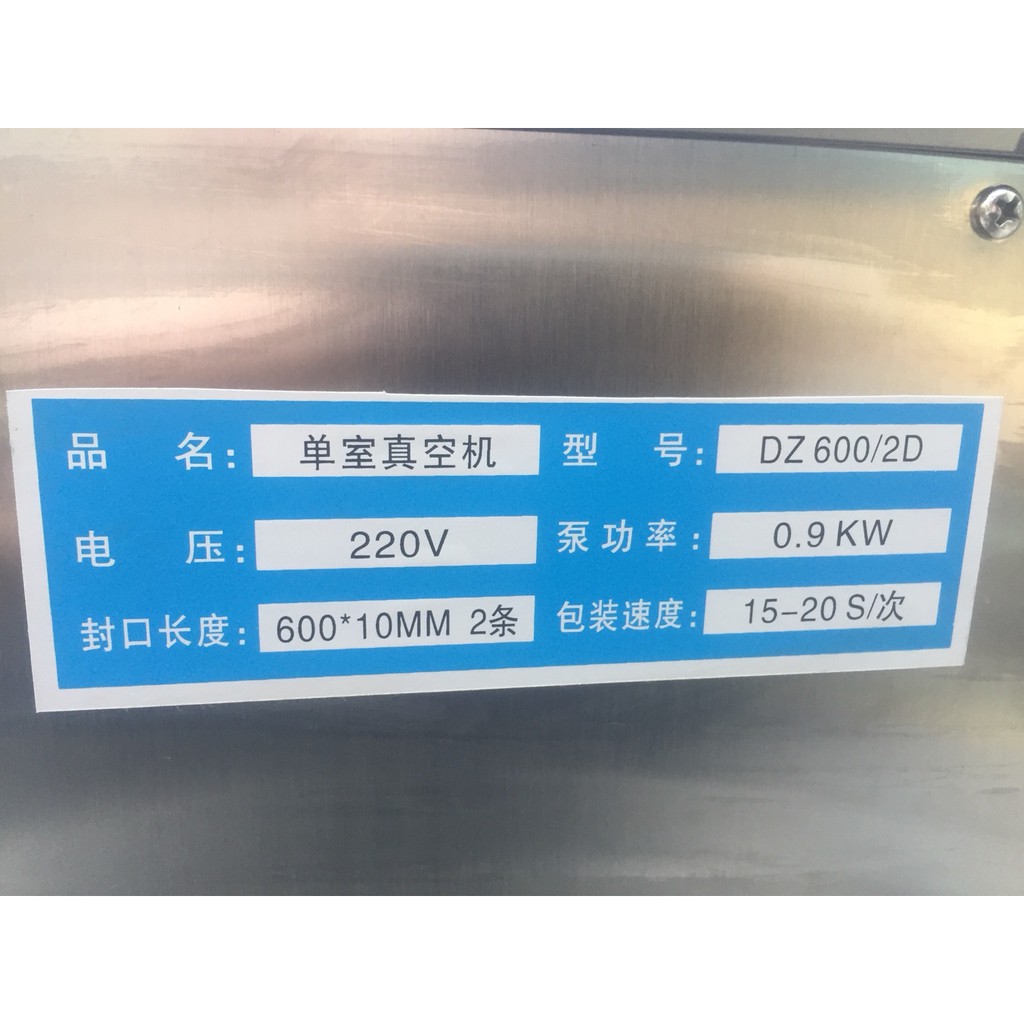 品 名: 单室真空机 型 号: DZ 600/2D
电 压: 220V 泵功率: 0.9 KW
封口长度: 600*10MM 2条 包装速度: 15-20 S/次